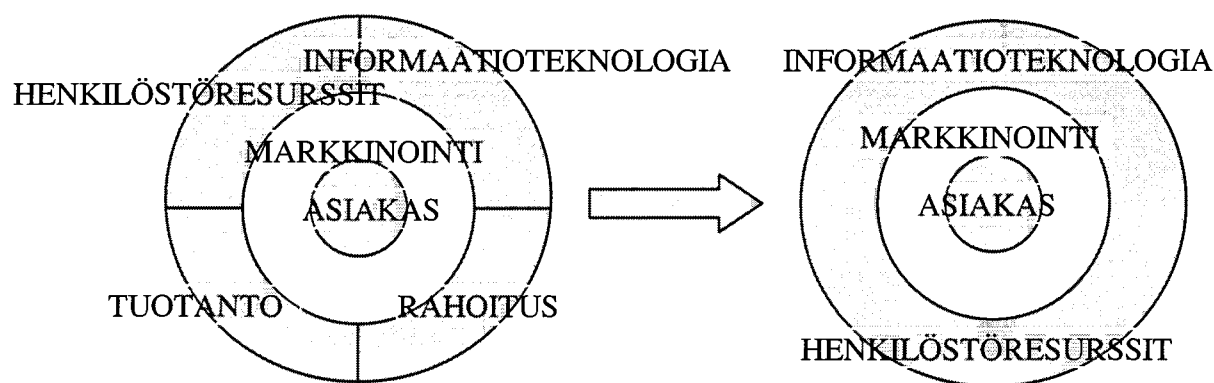 INFORMAATIOTEKNOLOGIA
HENKILÖSTÖRESURSSIT
MARKKINOINTI
ASIAKAS
TUOTANTO
RAHOITUS
INFORMAATIOTEKNOLOGIA
MARKKINOINTI
ASIAKAS
HENKILÖSTÖRESURSSIT